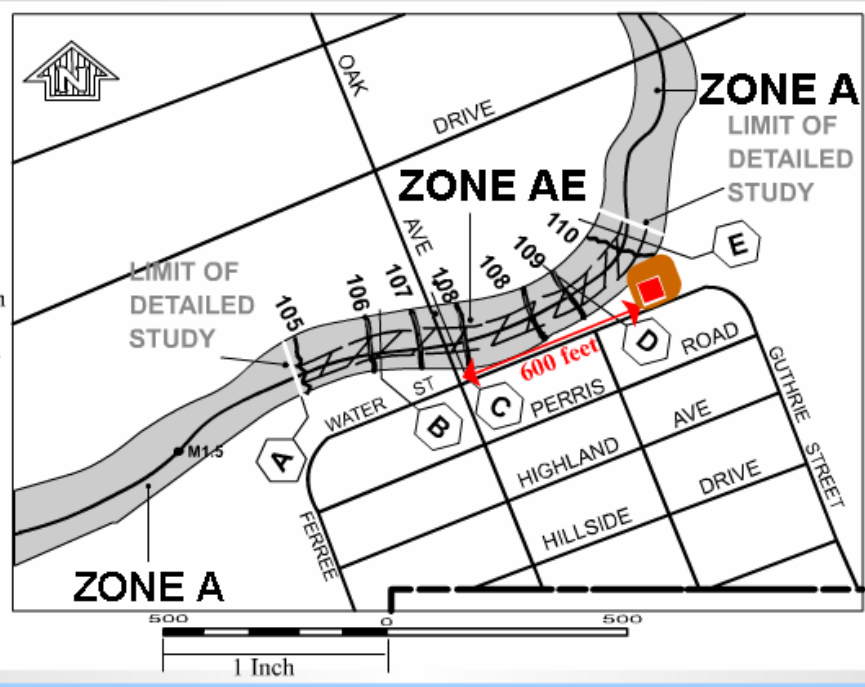 N
OAK
DRIVE
ZONE A
LIMIT OF
DETAILED
STUDY
ZONE AE
AVE
110
109
108
108
107
106
105
E
LIMIT OF
DETAILED
STUDY
D
600 feet
ROAD
GUTHRIE
STREET
WATER ST
C
B
A
PERRIS
AVE
HIGHLAND
DRIVE
HILLSIDE
M1.5
FERREE
ZONE A
500 0 500
1 Inch